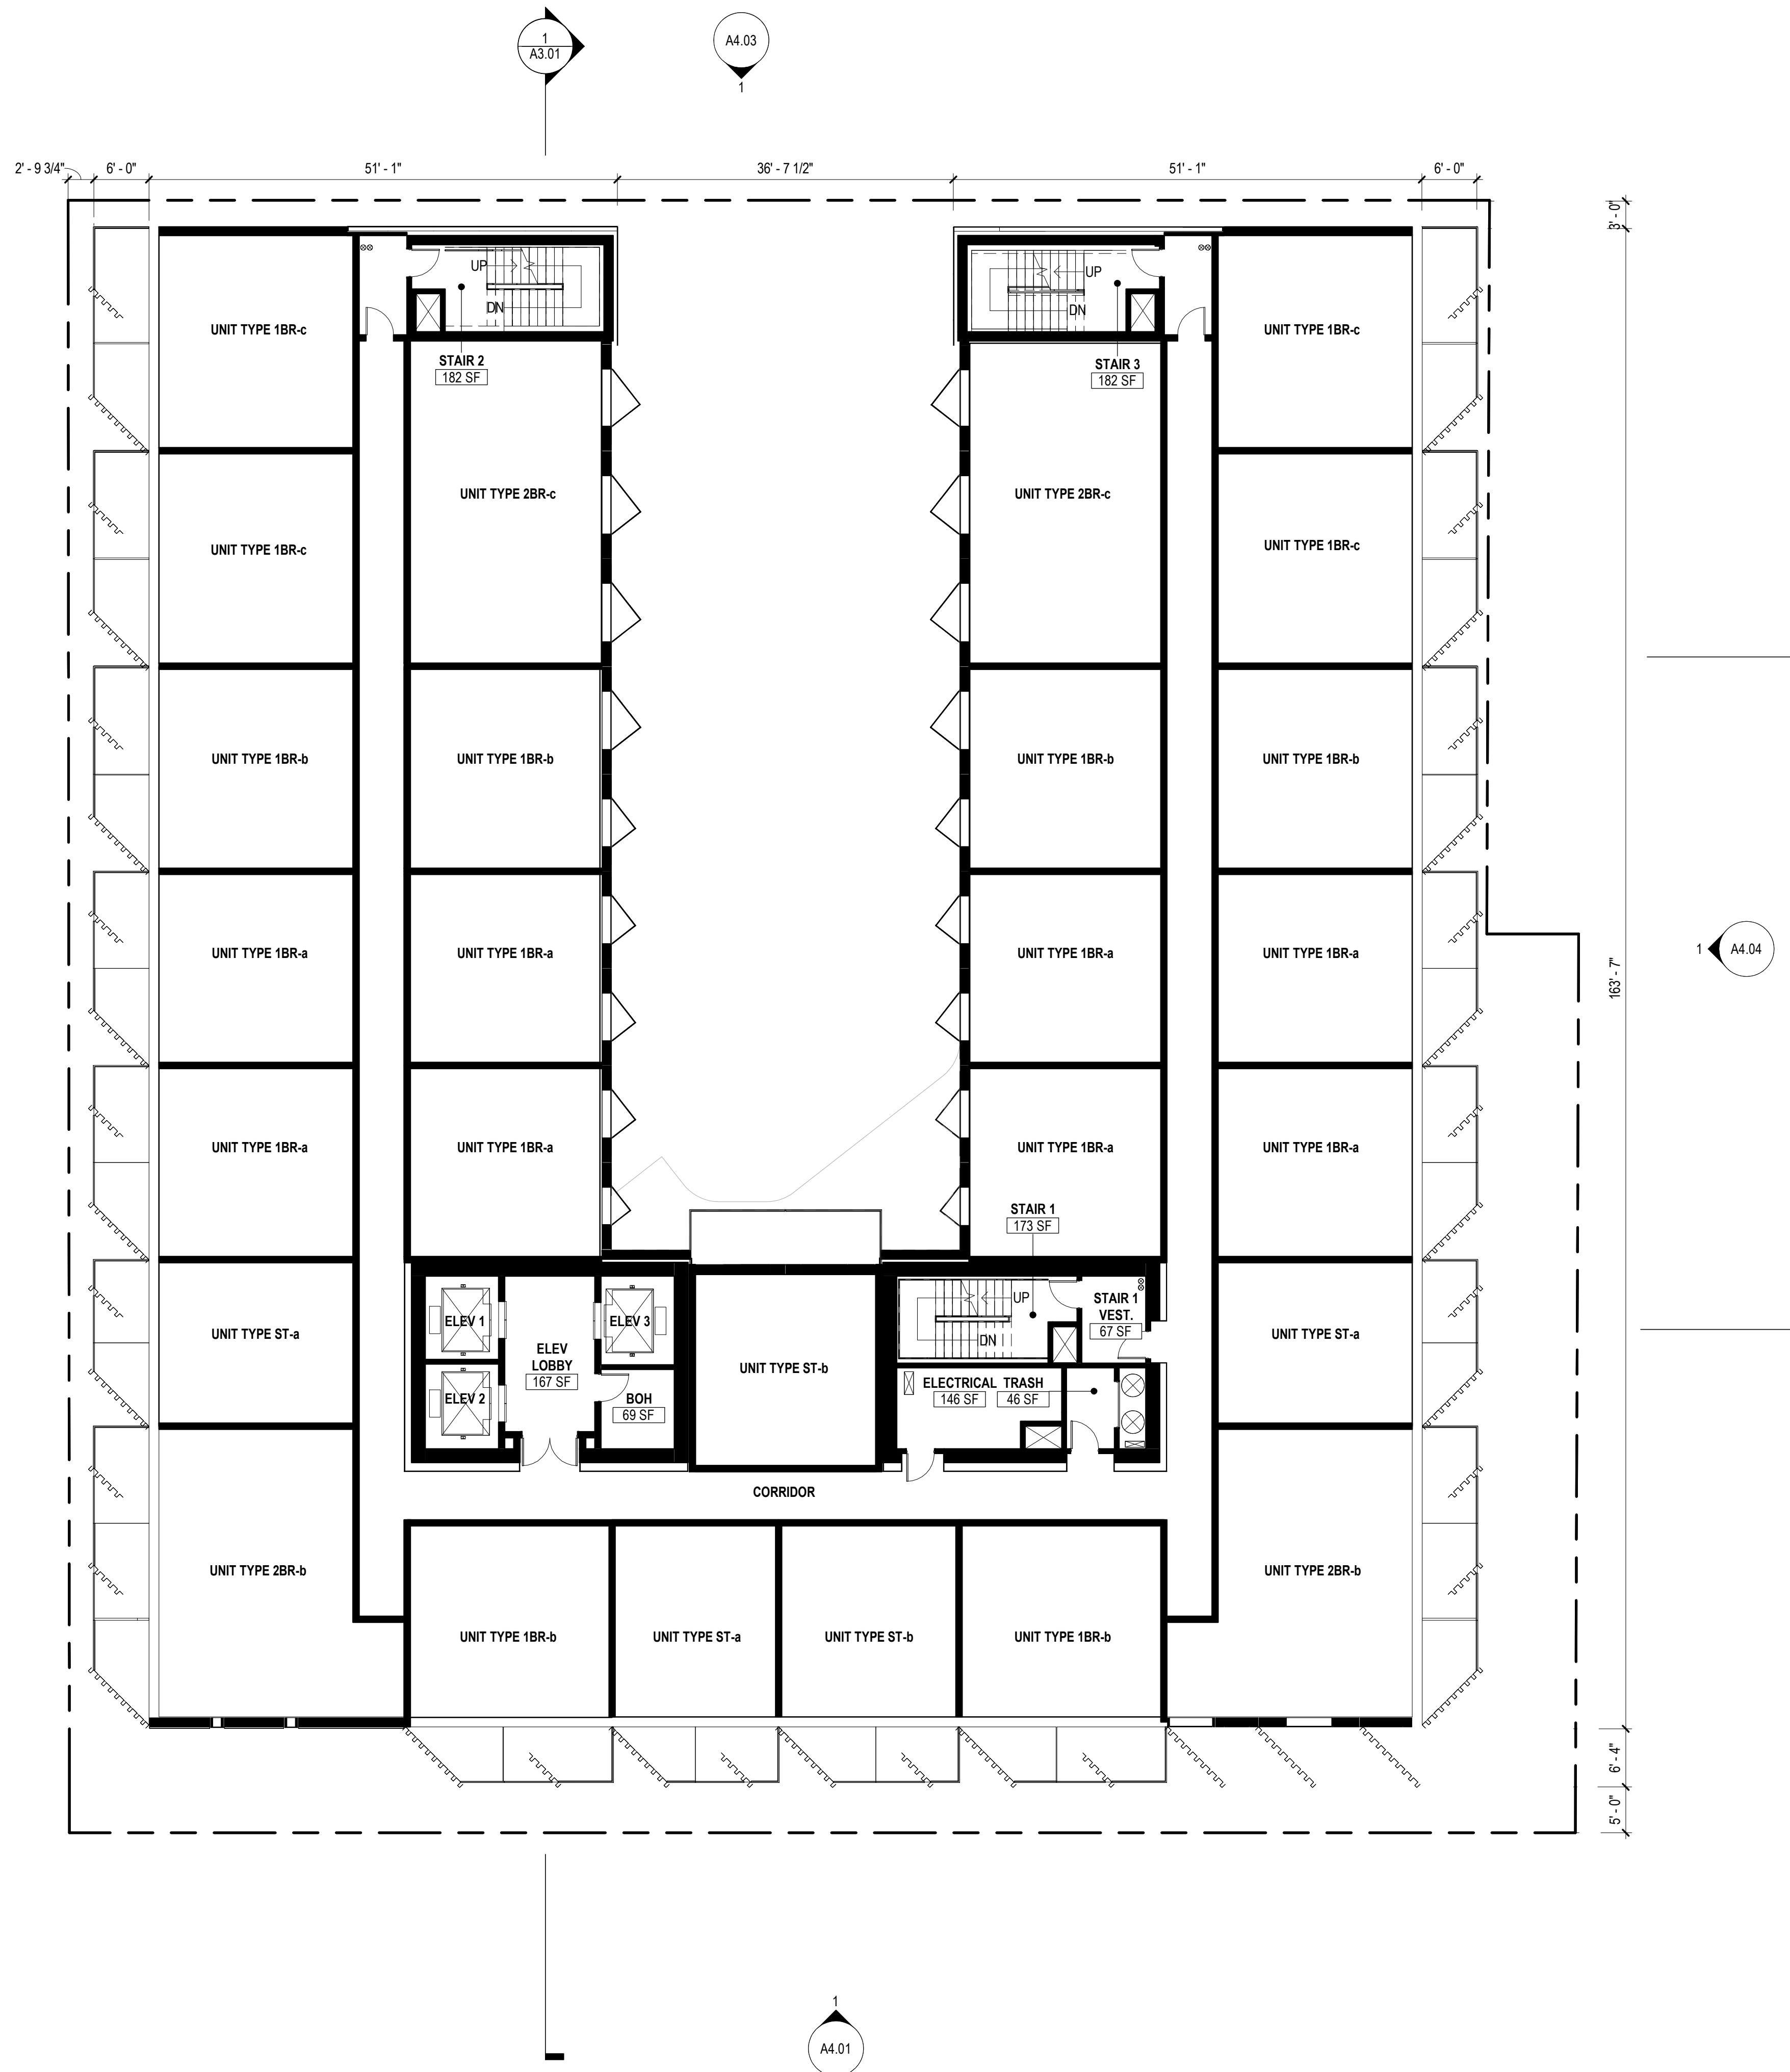 1
A3.01
A4.03
1
2' - 9 3/4"
6' - 0"
51' - 1"
36' - 7 1/2"
51' - 1"
6' - 0"
3' - 0"
UP
DN
UP
DN
UNIT TYPE 1BR-c
STAIR 2
182 SF
STAIR 3
182 SF
UNIT TYPE 1BR-c
UNIT TYPE 2BR-c
UNIT TYPE 2BR-c
UNIT TYPE 1BR-c
UNIT TYPE 1BR-c
UNIT TYPE 1BR-b
UNIT TYPE 1BR-b
UNIT TYPE 1BR-b
UNIT TYPE 1BR-b
UNIT TYPE 1BR-a
UNIT TYPE 1BR-a
UNIT TYPE 1BR-a
UNIT TYPE 1BR-a
163' - 7"
1
A4.04
UNIT TYPE 1BR-a
UNIT TYPE 1BR-a
UNIT TYPE 1BR-a
UNIT TYPE 1BR-a
STAIR 1
173 SF
UNIT TYPE ST-a
ELEV 1
ELEV 2
ELEV
LOBBY
167 SF
ELEV 3
BOH
69 SF
UNIT TYPE ST-b
UP
DN
STAIR 1
VEST.
67 SF
ELECTRICAL
146 SF
TRASH
46 SF
UNIT TYPE ST-a
CORRIDOR
UNIT TYPE 2BR-b
UNIT TYPE 2BR-b
UNIT TYPE 1BR-b
UNIT TYPE ST-a
UNIT TYPE ST-b
UNIT TYPE 1BR-b
6' - 4"
5' - 0"
1
A4.01